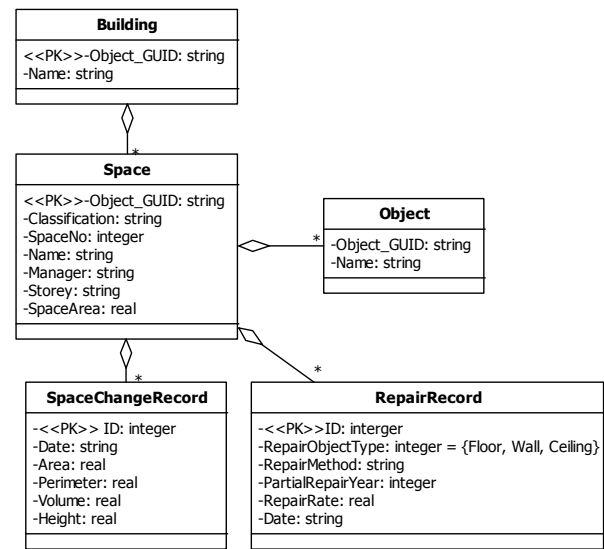 Building
<<PK>>-Object_GUID: string
-Name: string
*
Space
<<PK>>-Object_GUID: string
-Classification: string
-SpaceNo: integer
-Name: string
-Manager: string
-Storey: string
-SpaceArea: real
*
Object
-Object_GUID: string
-Name: string
*
SpaceChangeRecord
-<<PK>> ID: integer
-Date: string
-Area: real
-Perimeter: real
-Volume: real
-Height: real
*
RepairRecord
-<<PK>>ID: interger
-RepairObjectType: integer = {Floor, Wall, Ceiling}
-RepairMethod: string
-PartialRepairYear: integer
-RepairRate: real
-Date: string